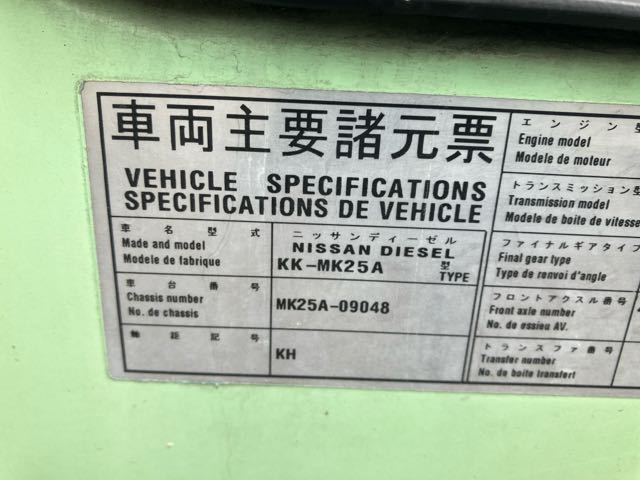 車両主要諸元票
VEHICLE SPECIFICATIONS
SPECIFICATIONS DE VEHICLE
車名型式
Made and model
Modele de fabrique
ニッサンディーゼル
NISSAN DIESEL
KK-MK25A 型
TYPE
車台番号
Chassis number
No. de chassis
MK25A-09048
軸距記号
KH
エンジン型
Engine model
Modele de moteur
トランスミッション型
Transmission model
Modele de boite de vitesse
ファイナルギアタイプ
Final gear type
Type de renvoi d'angle
フロントアクスル番号
Front axle number
No. de essieu AV.
トランスファ番号
Transfer number
No. de boite transfert